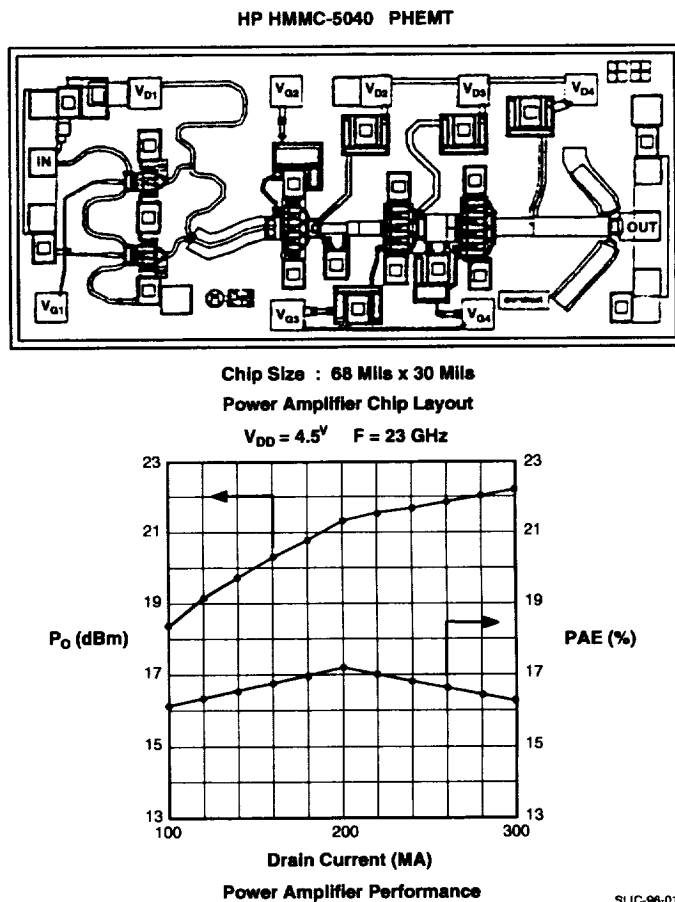 HP HMMC-5040 PHEMT
VD1 VG2 VD2 VD3 VD4
IN
OUT
VG1 VG3 VG4
Chip Size : 68 Mils x 30 Mils
Power Amplifier Chip Layout
VDD = 4.5V F = 23 GHz
23 23
21 21
19 19
PO (dBm) PAE (%)
17 17
15 15
13 13
100 200 300
Drain Current (MA)
Power Amplifier Performance